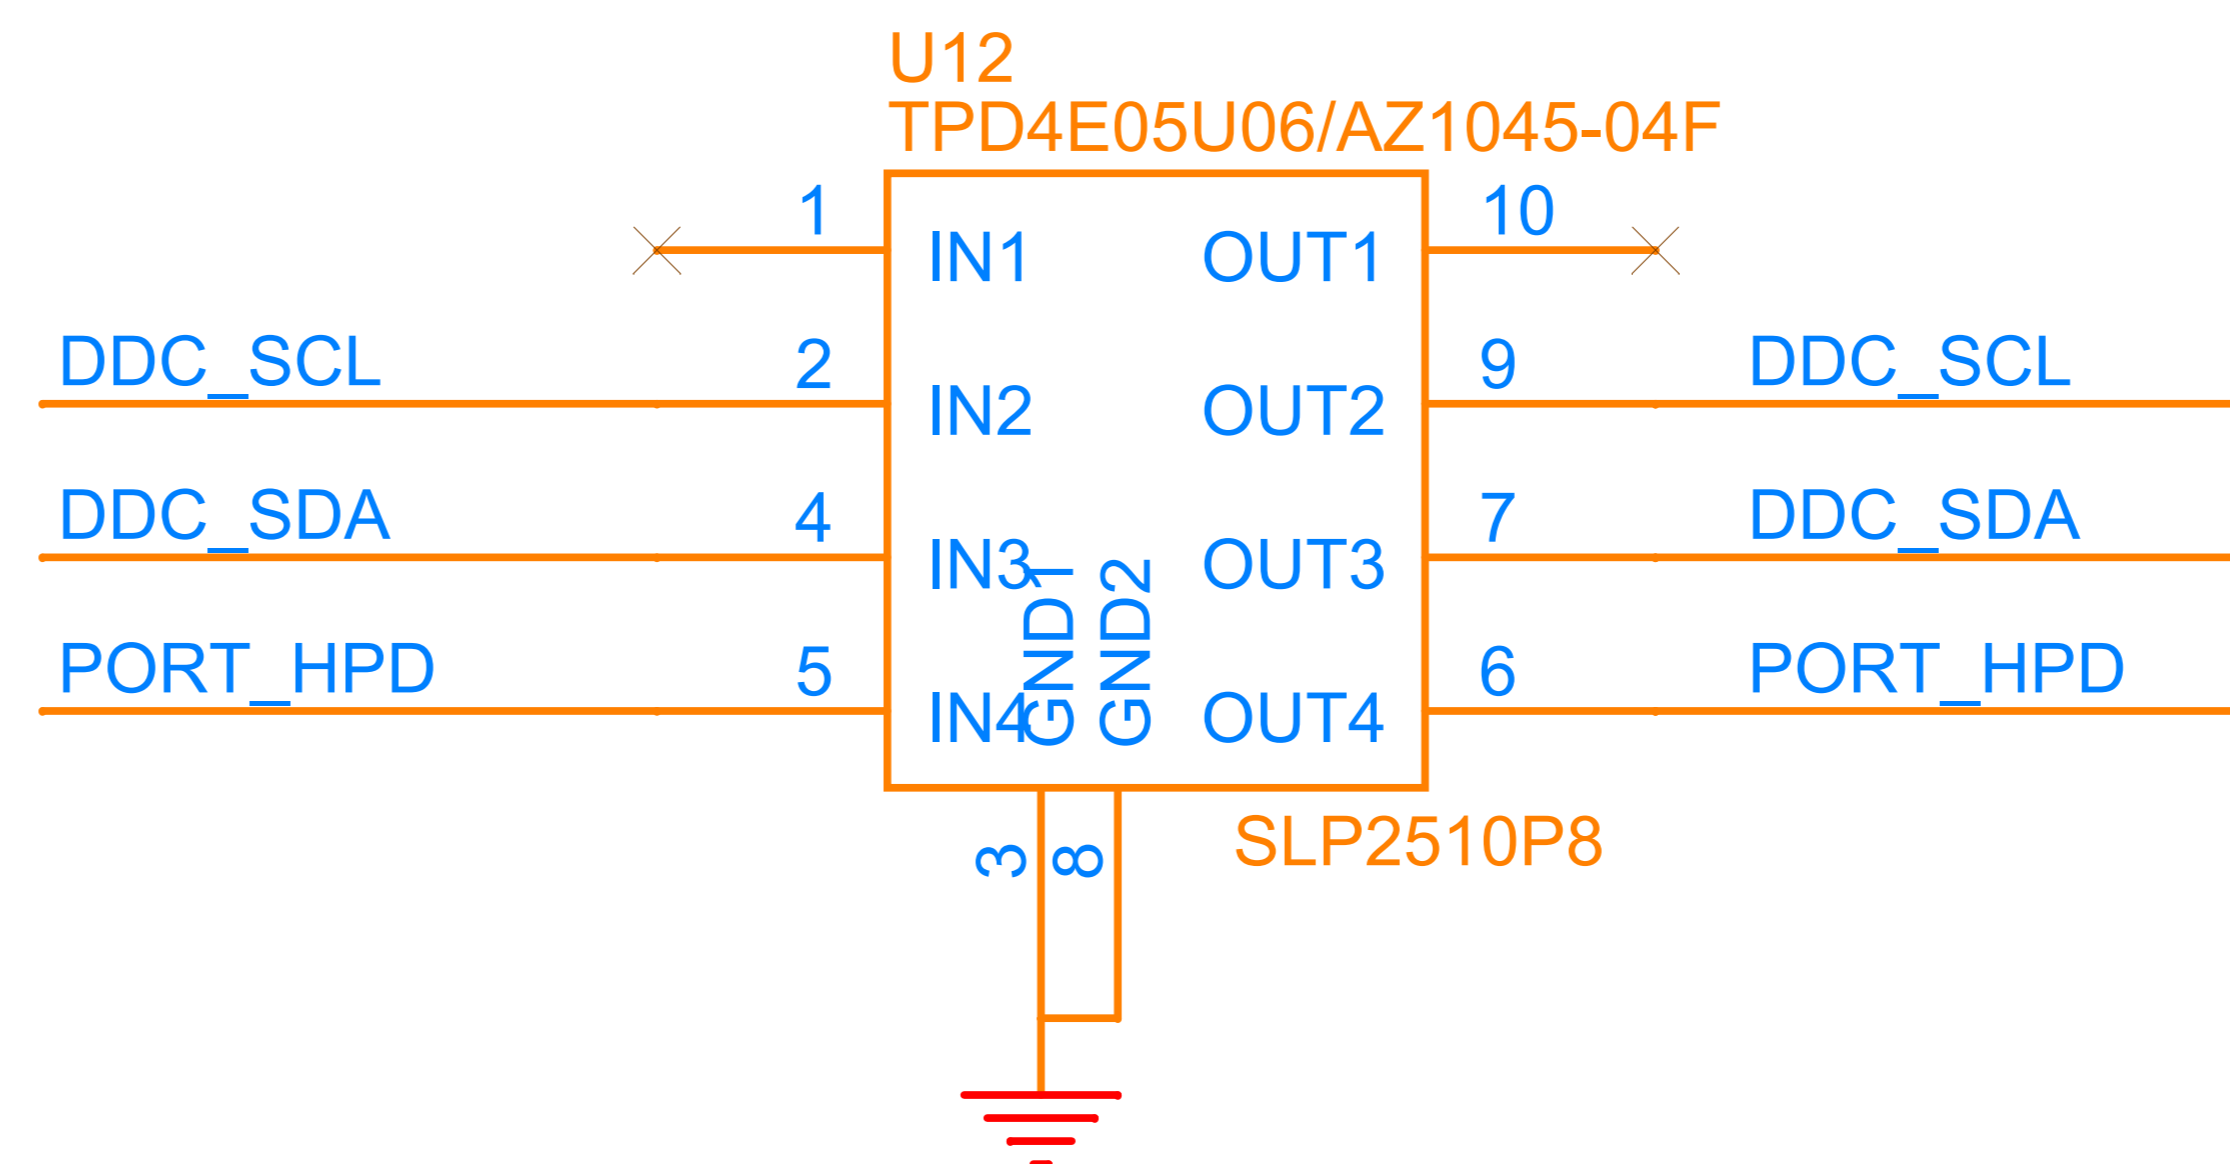 U12
TPD4E05U06/AZ1045-04F
1 IN1 OUT1 10
DDC_SCL 2 IN2 OUT2 9 DDC_SCL
DDC_SDA 4 IN3 OUT3 7 DDC_SDA
PORT_HPD 5 IN4 OUT4 6 PORT_HPD
GND1
GND2
3
8
SLP2510P8